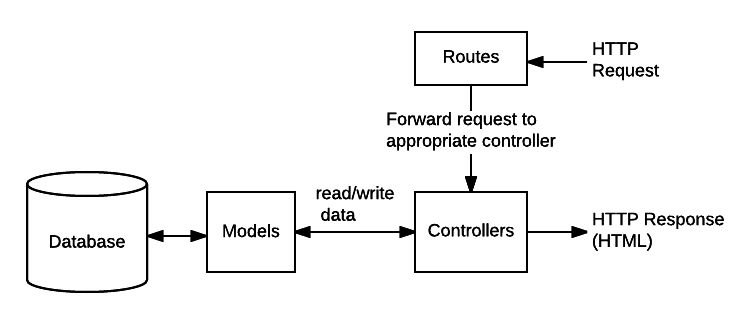 Routes
HTTP
Request
Forward request to
appropriate controller
read/write
data
Database
Models
Controllers
HTTP Response
(HTML)